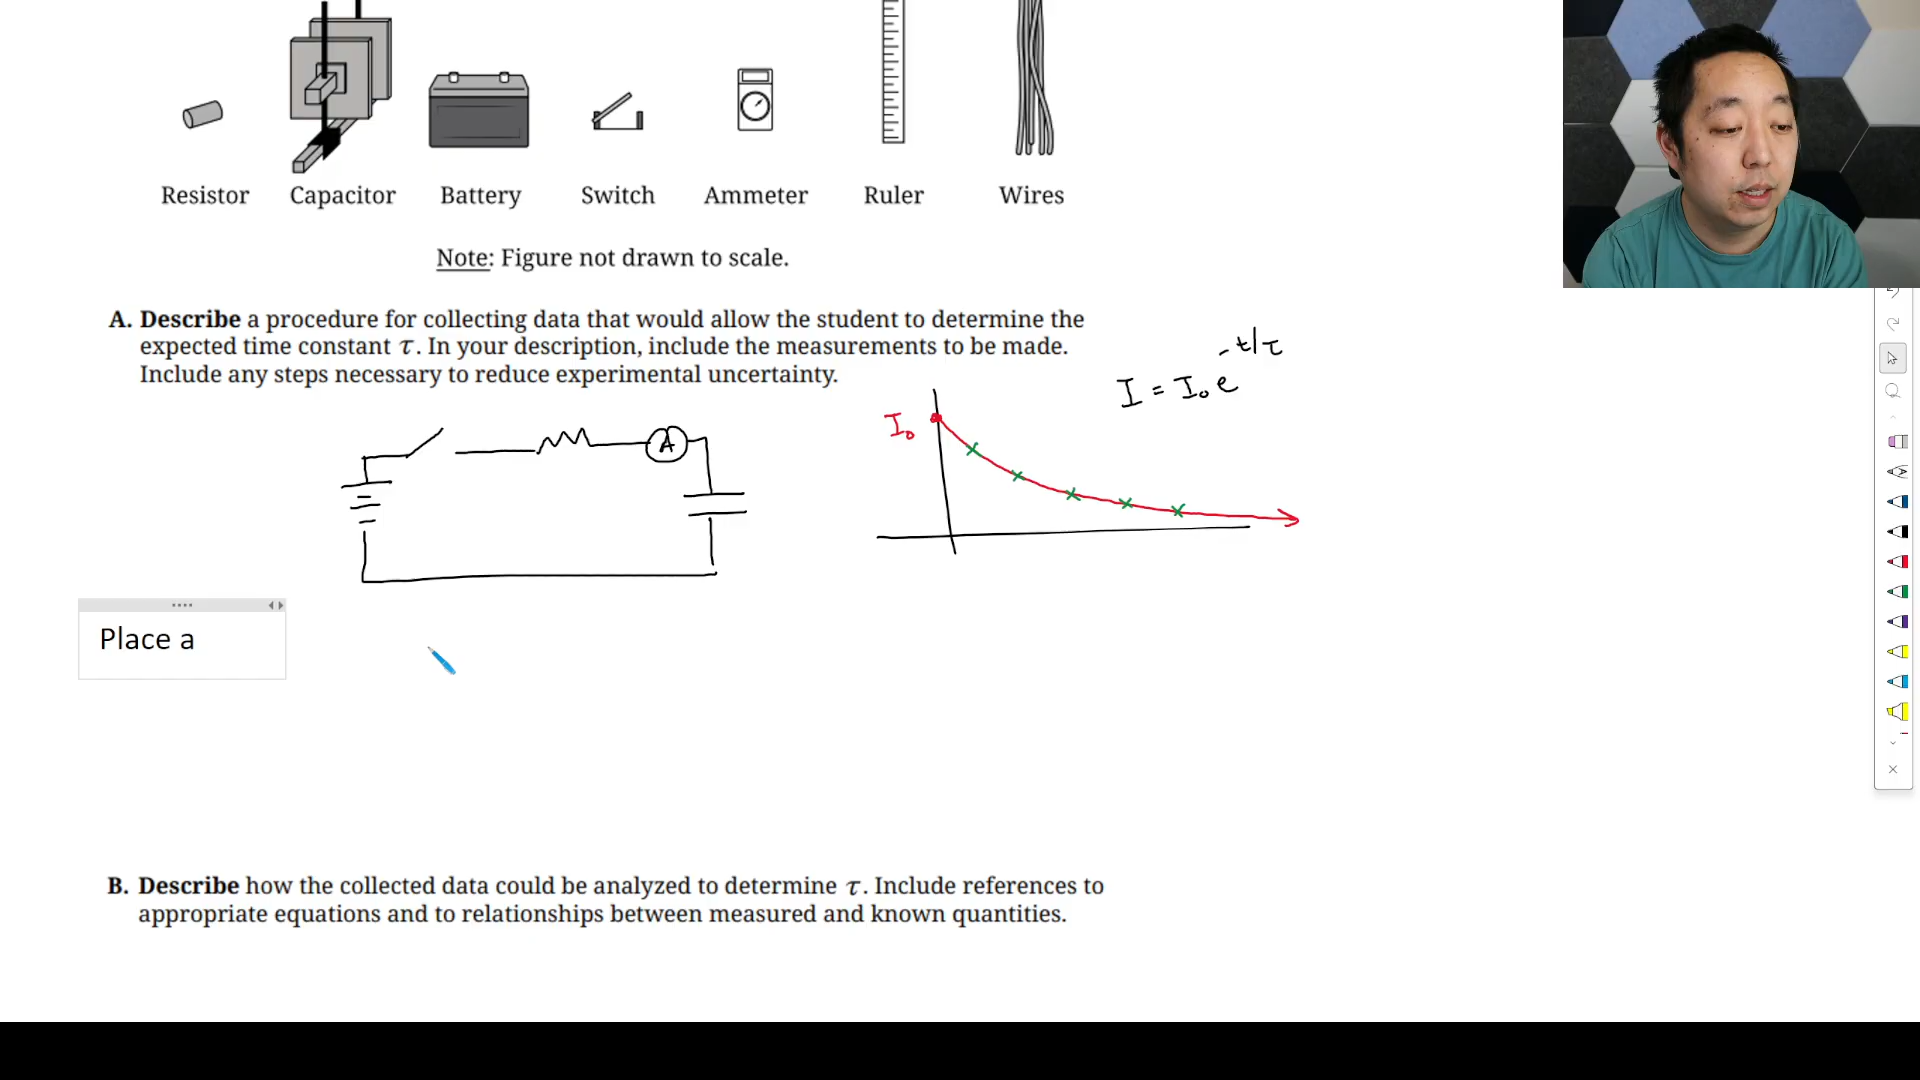 Resistor Capacitor Battery Switch Ammeter Ruler Wires
Note: Figure not drawn to scale.
A. Describe a procedure for collecting data that would allow the student to determine the
expected time constant τ. In your description, include the measurements to be made.
Include any steps necessary to reduce experimental uncertainty.
I = I₀ e^(-t/τ)
I₀
A
Place a
B. Describe how the collected data could be analyzed to determine τ. Include references to
appropriate equations and to relationships between measured and known quantities.